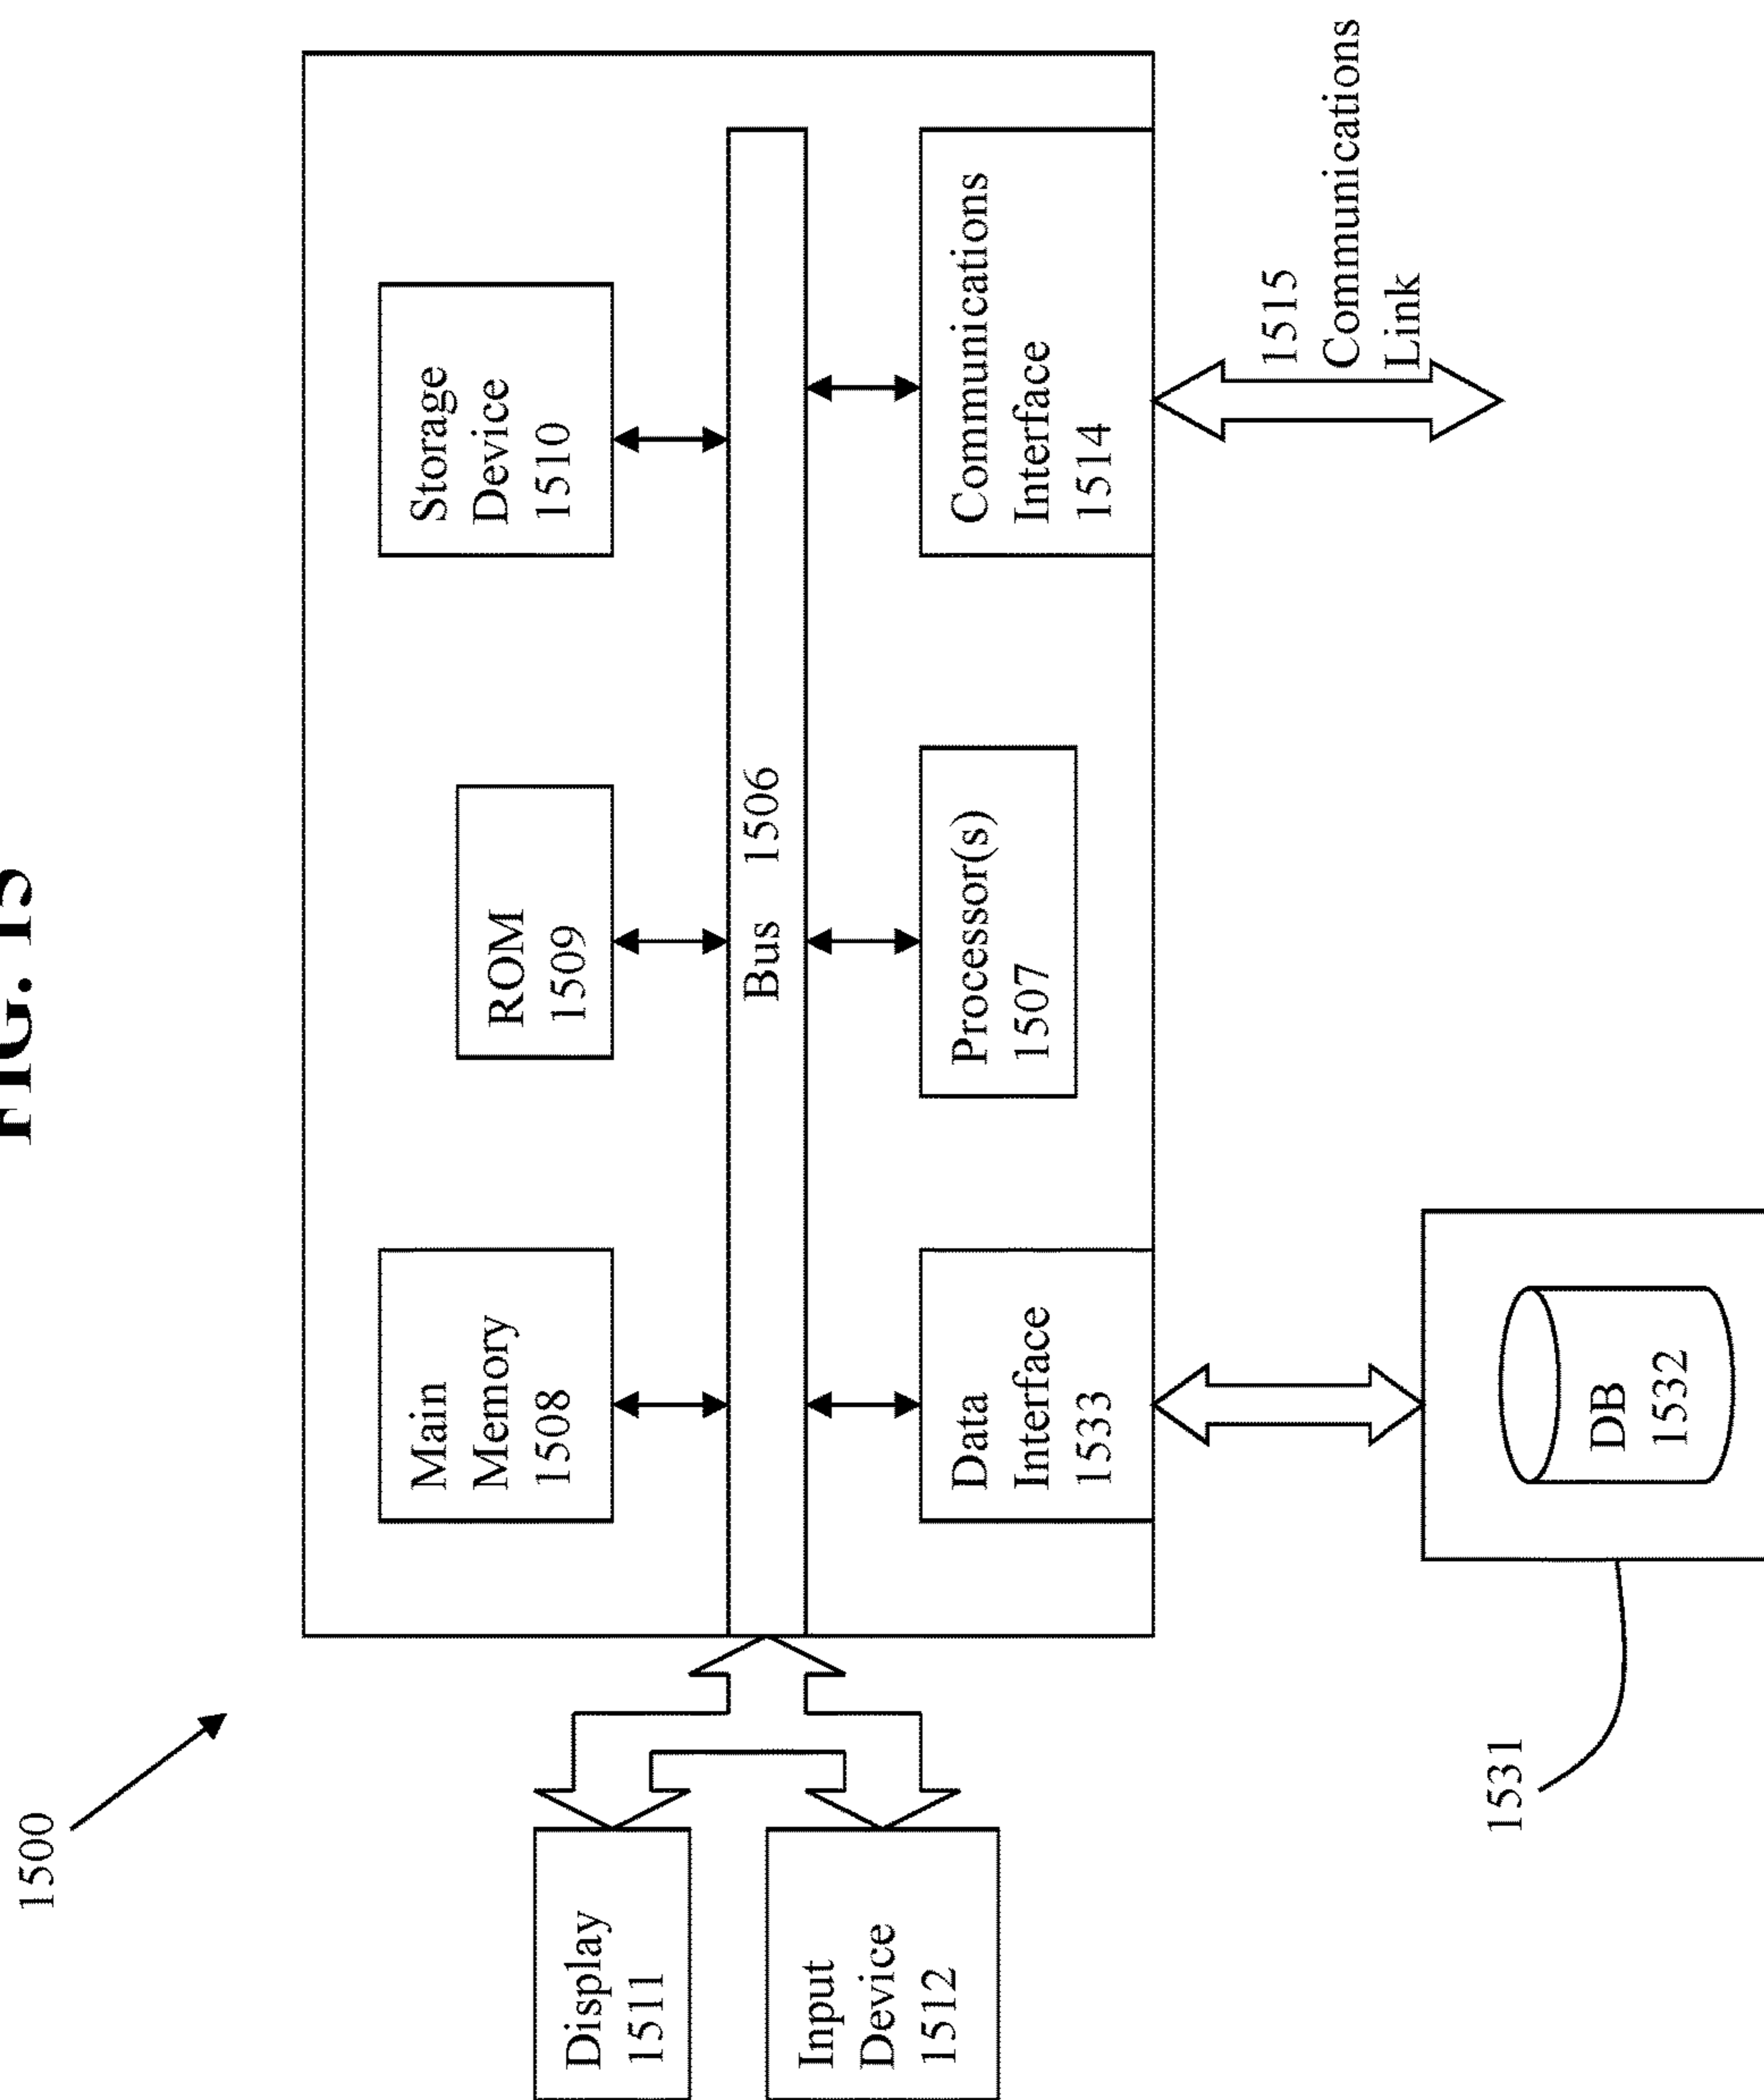 FIG. 15
1500
Main
Memory
1508
ROM
1509
Storage
Device
1510
Display
1511
Bus 1506
Input
Device
1512
Data
Interface
1533
Processor(s)
1507
Communications
Interface
1514
1515
Communications
Link
1531
DB
1532